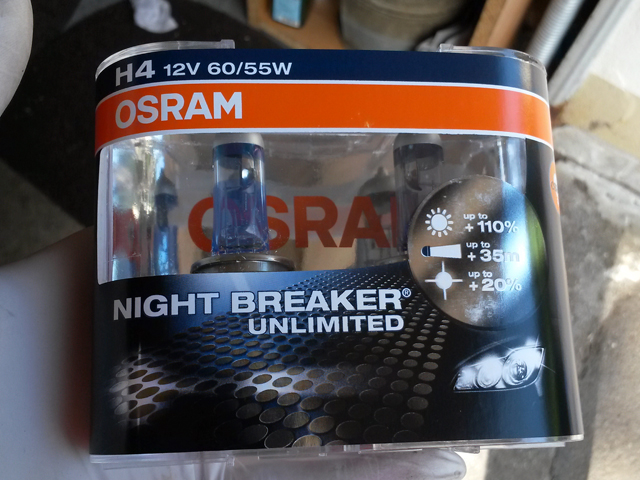 H4 12V 60/55W
OSRAM
OSRAM
up to
+ 110%
up to
+ 35m
up to
+ 20%
NIGHT BREAKER®
UNLIMITED